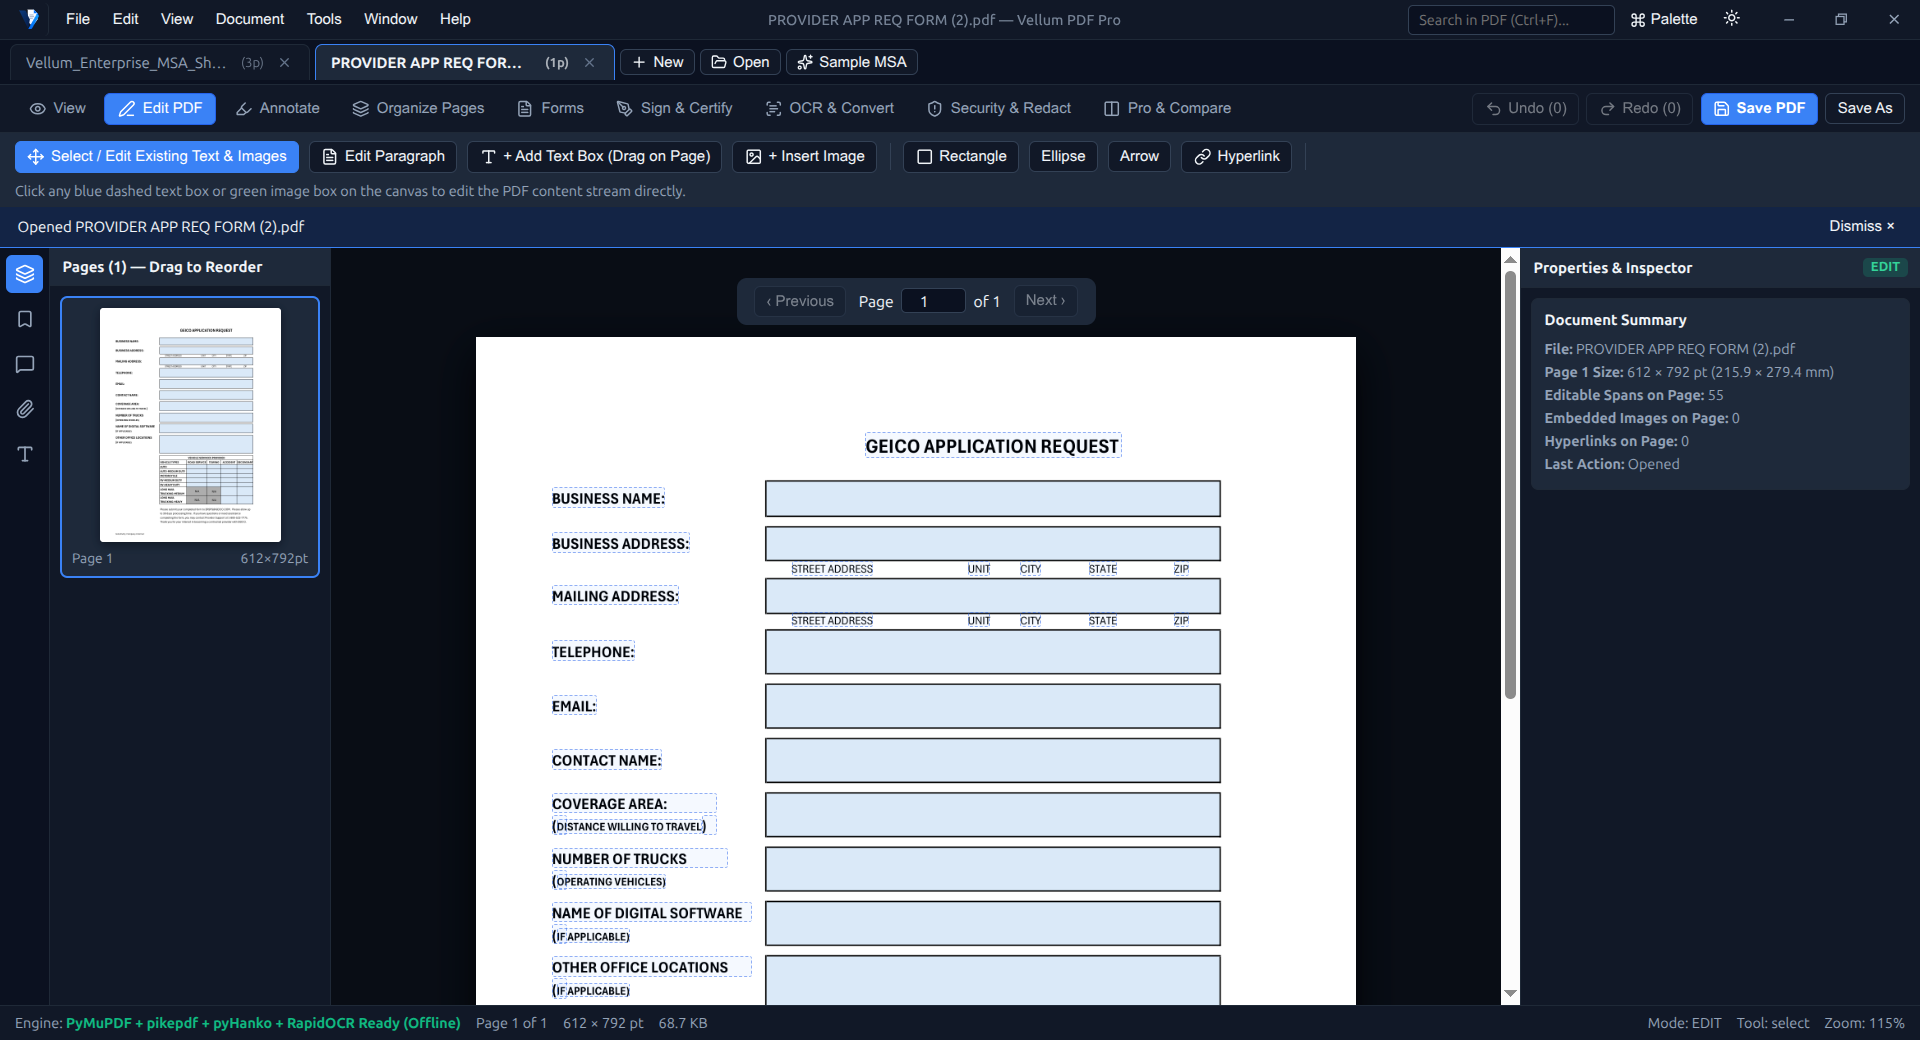 File Edit View Document Tools Window Help
PROVIDER APP REQ FORM (2).pdf — Vellum PDF Pro
Search in PDF (Ctrl+F)...
Palette
Vellum_Enterprise_MSA_Sh... (3p)
PROVIDER APP REQ FOR... (1p)
New
Open
Sample MSA
View
Edit PDF
Annotate
Organize Pages
Forms
Sign & Certify
OCR & Convert
Security & Redact
Pro & Compare
Undo (0)
Redo (0)
Save PDF
Save As
Select / Edit Existing Text & Images
Edit Paragraph
+ Add Text Box (Drag on Page)
+ Insert Image
Rectangle
Ellipse
Arrow
Hyperlink
Click any blue dashed text box or green image box on the canvas to edit the PDF content stream directly.
Opened PROVIDER APP REQ FORM (2).pdf
Dismiss ×
Pages (1) — Drag to Reorder
GEICO APPLICATION REQUEST
Page 1
612×792pt
‹ Previous Page 1 of 1 Next ›
GEICO APPLICATION REQUEST
BUSINESS NAME:
BUSINESS ADDRESS:
STREET ADDRESS UNIT CITY STATE ZIP
MAILING ADDRESS:
STREET ADDRESS UNIT CITY STATE ZIP
TELEPHONE:
EMAIL:
CONTACT NAME:
COVERAGE AREA:
(DISTANCE WILLING TO TRAVEL)
NUMBER OF TRUCKS
(OPERATING VEHICLES)
NAME OF DIGITAL SOFTWARE
(IF APPLICABLE)
OTHER OFFICE LOCATIONS
(IF APPLICABLE)
Properties & Inspector
EDIT
Document Summary
File: PROVIDER APP REQ FORM (2).pdf
Page 1 Size: 612 × 792 pt (215.9 × 279.4 mm)
Editable Spans on Page: 55
Embedded Images on Page: 0
Hyperlinks on Page: 0
Last Action: Opened
Engine: PyMuPDF + pikepdf + pyHanko + RapidOCR Ready (Offline)
Page 1 of 1
612 × 792 pt
68.7 KB
Mode: EDIT
Tool: select
Zoom: 115%